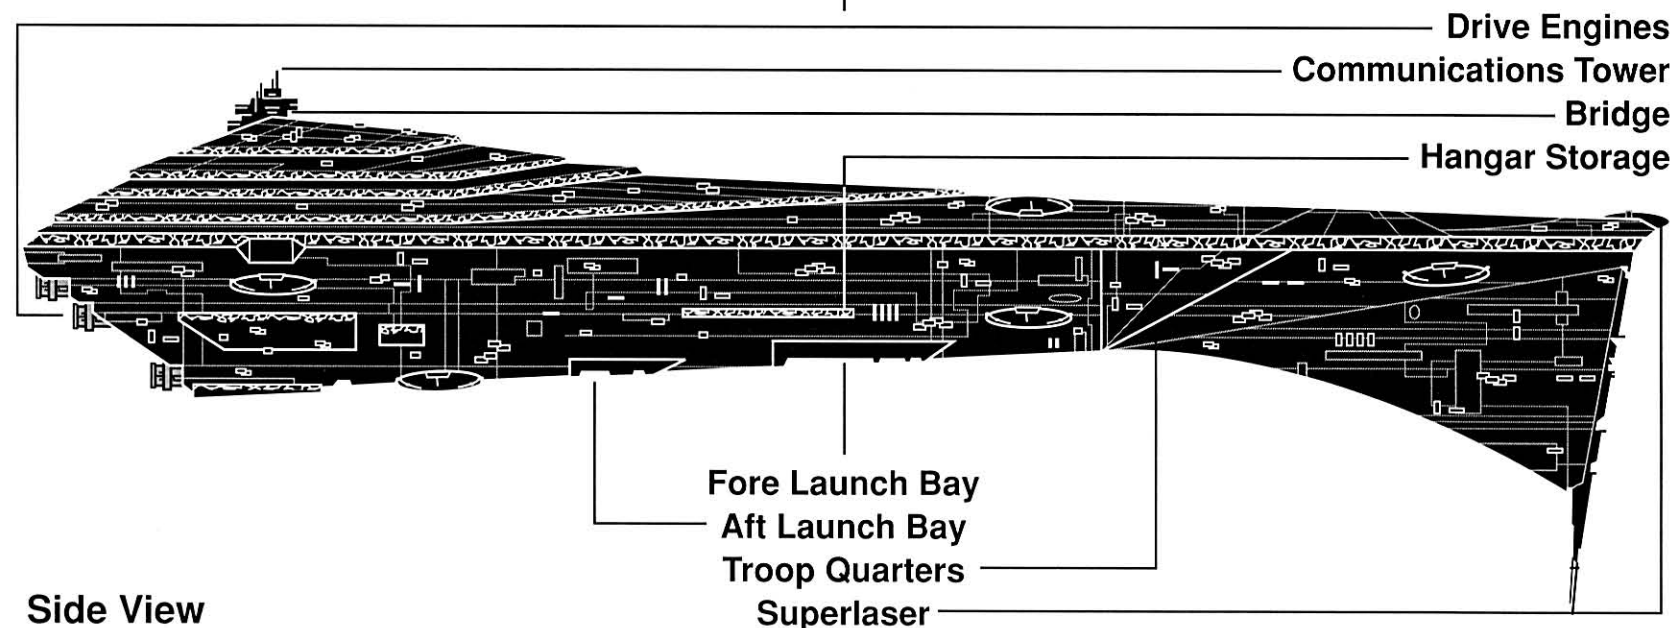 Drive Engines
Communications Tower
Bridge
Hangar Storage
Fore Launch Bay
Aft Launch Bay
Troop Quarters
Superlaser
Side View